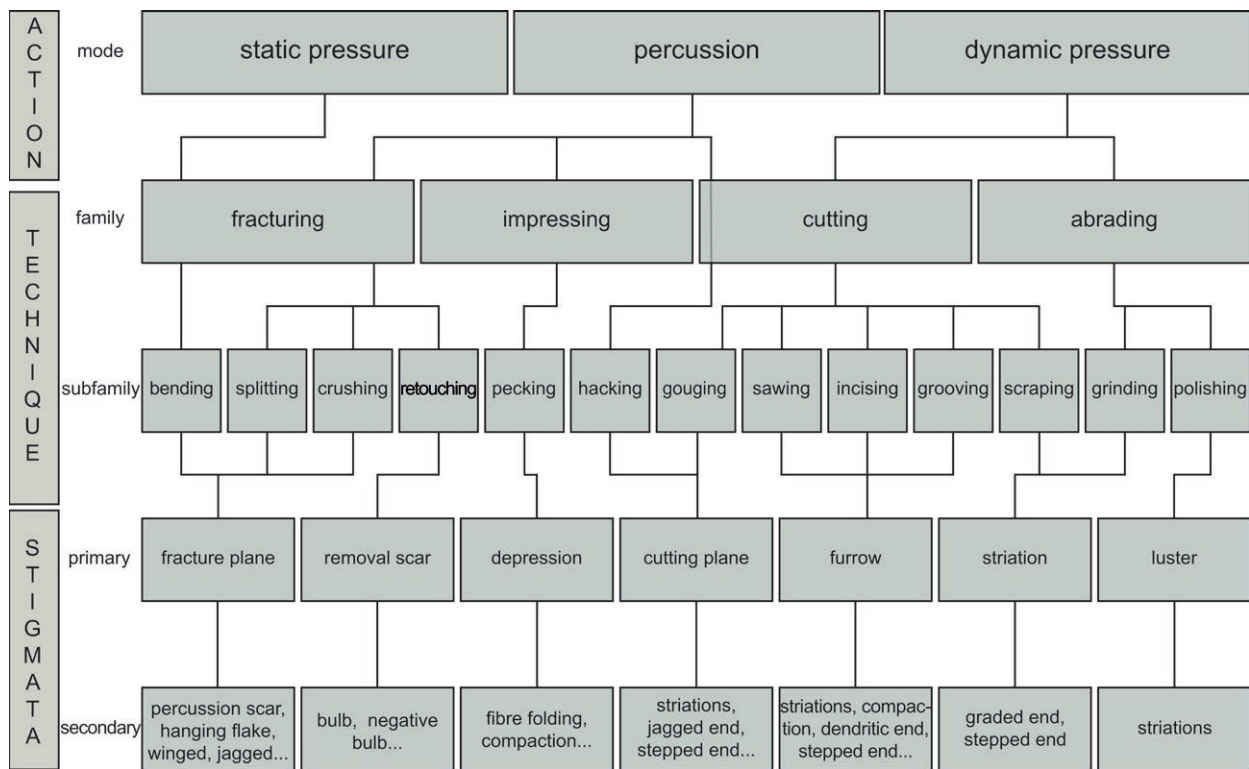 ACTION
mode
static pressure
percussion
dynamic pressure
TECHNIQUE
family
fracturing
impressing
cutting
abrading
subfamily
bending
splitting
crushing
retouching
pecking
hacking
gouging
sawing
incising
grooving
scraping
grinding
polishing
STIGMATA
primary
fracture plane
removal scar
depression
cutting plane
furrow
striation
luster
secondary
percussion scar,
hanging flake,
winged, jagged...
bulb, negative
bulb...
fibre folding,
compaction...
striations,
jagged end,
stepped end...
striations, compac-
tion, dendritic end,
stepped end...
graded end,
stepped end
striations